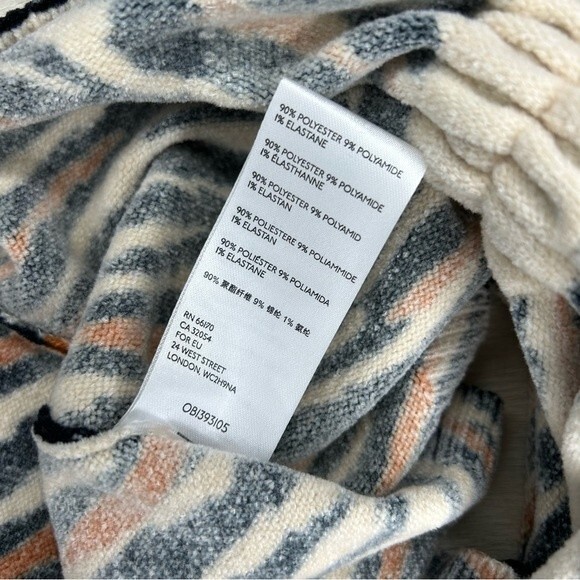 90% POLYESTER 9% POLYAMIDE
1% ELASTANE
90% POLYESTER 9% POLYAMIDE
1% ÉLASTHANNE
90% POLYESTER 9% POLYAMID
1% ELASTAN
90% POLIESTERE 9% POLIAMMIDE
1% ELASTAN
90% POLIÉSTER 9% POLIAMIDA
1% ELASTANE
90% 聚酯纤维 9% 锦纶 1% 氨纶
RN 66170
CA 32054
FOR EU
24 WEST STREET
LONDON, WC2H9NA
OB1393105